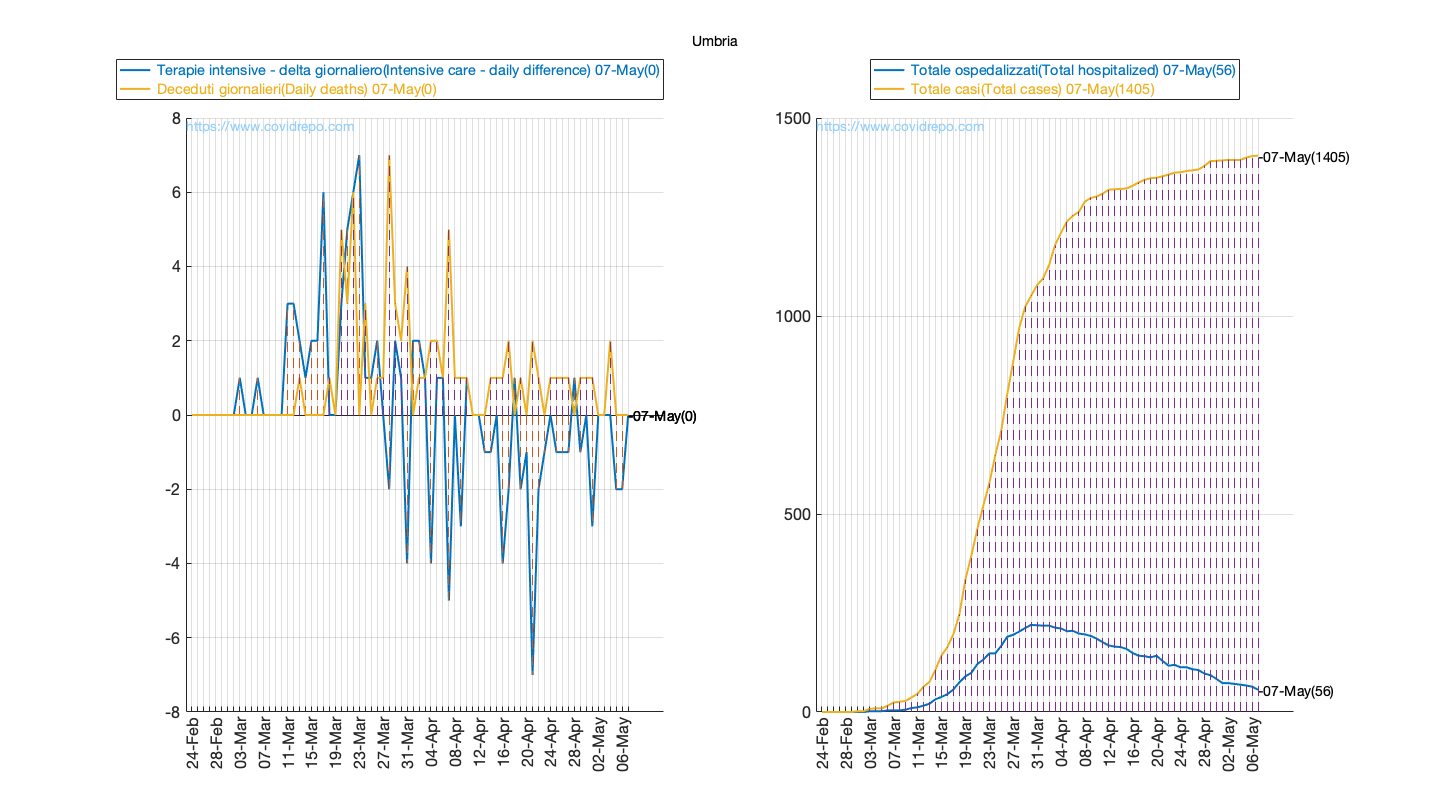 Umbria
Terapie intensive - delta giornaliero(Intensive care - daily difference) 07-May(0)
Deceduti giornalieri(Daily deaths) 07-May(0)
https://www.covidrepo.com
8
6
4
2
0
-2
-4
-6
-8
-07-May(0)
24-Feb
28-Feb
03-Mar
07-Mar
11-Mar
15-Mar
19-Mar
23-Mar
27-Mar
31-Mar
04-Apr
08-Apr
12-Apr
16-Apr
20-Apr
24-Apr
28-Apr
02-May
06-May
Totale ospedalizzati(Total hospitalized) 07-May(56)
Totale casi(Total cases) 07-May(1405)
https://www.covidrepo.com
1500
1000
500
0
-07-May(1405)
-07-May(56)
24-Feb
28-Feb
03-Mar
07-Mar
11-Mar
15-Mar
19-Mar
23-Mar
27-Mar
31-Mar
04-Apr
08-Apr
12-Apr
16-Apr
20-Apr
24-Apr
28-Apr
02-May
06-May